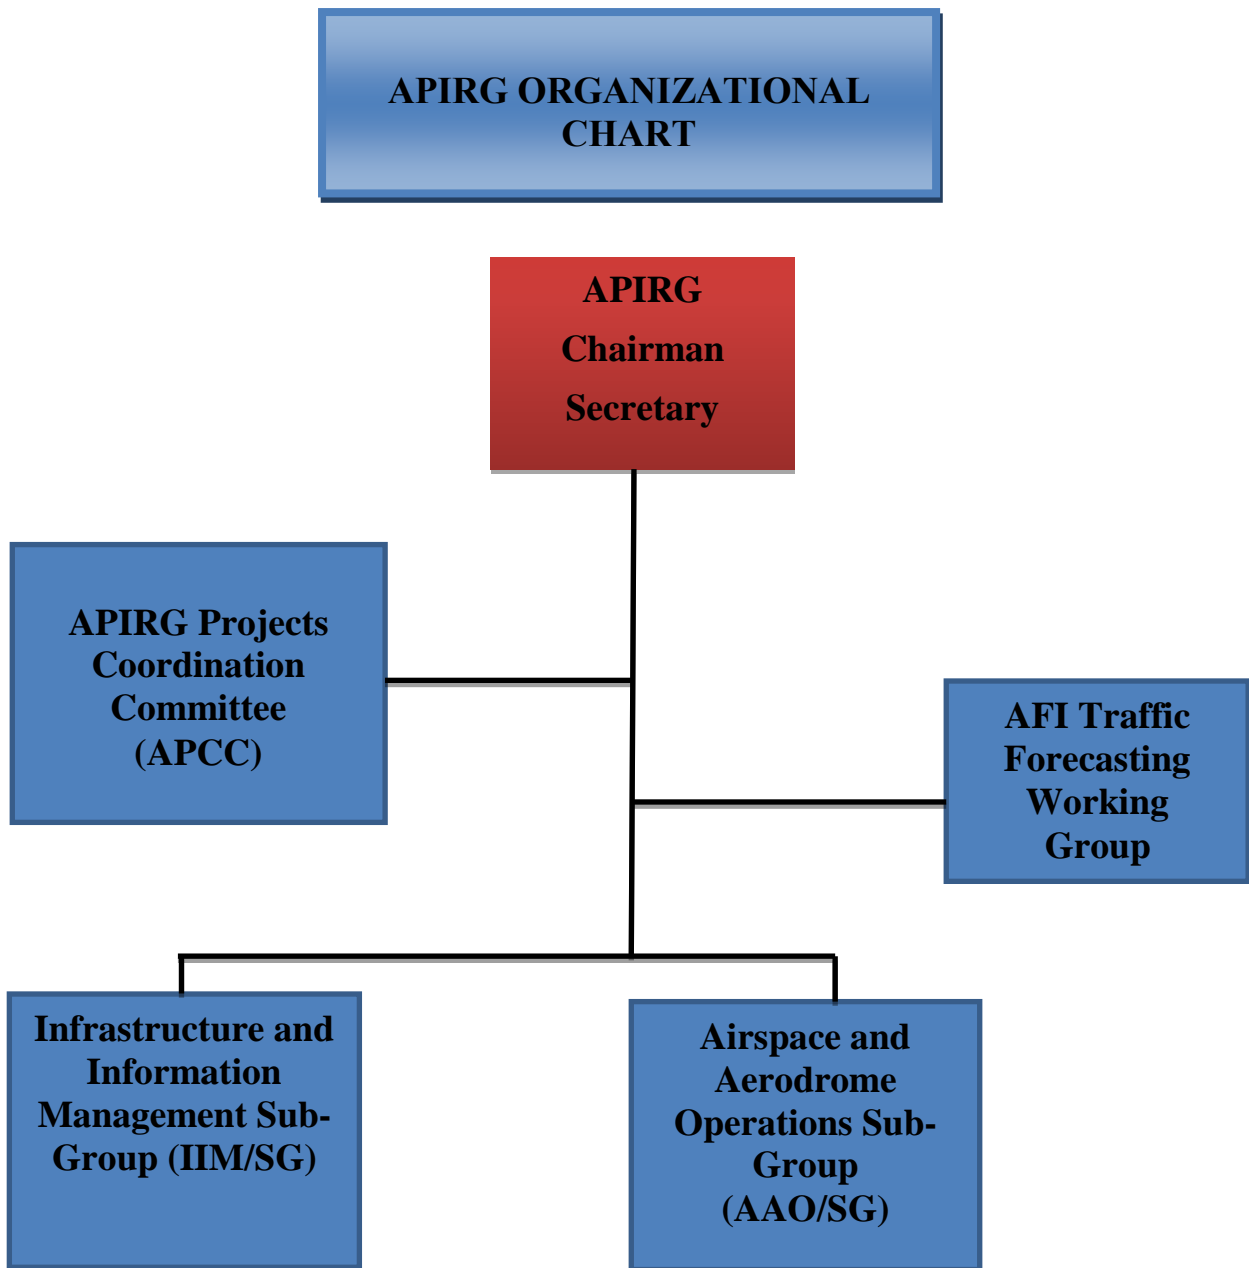 APIRG ORGANIZATIONAL
CHART
APIRG
Chairman
Secretary
APIRG Projects
Coordination
Committee
(APCC)
AFI Traffic
Forecasting
Working
Group
Infrastructure and
Information
Management Sub-
Group (IIM/SG)
Airspace and
Aerodrome
Operations Sub-
Group
(AAO/SG)